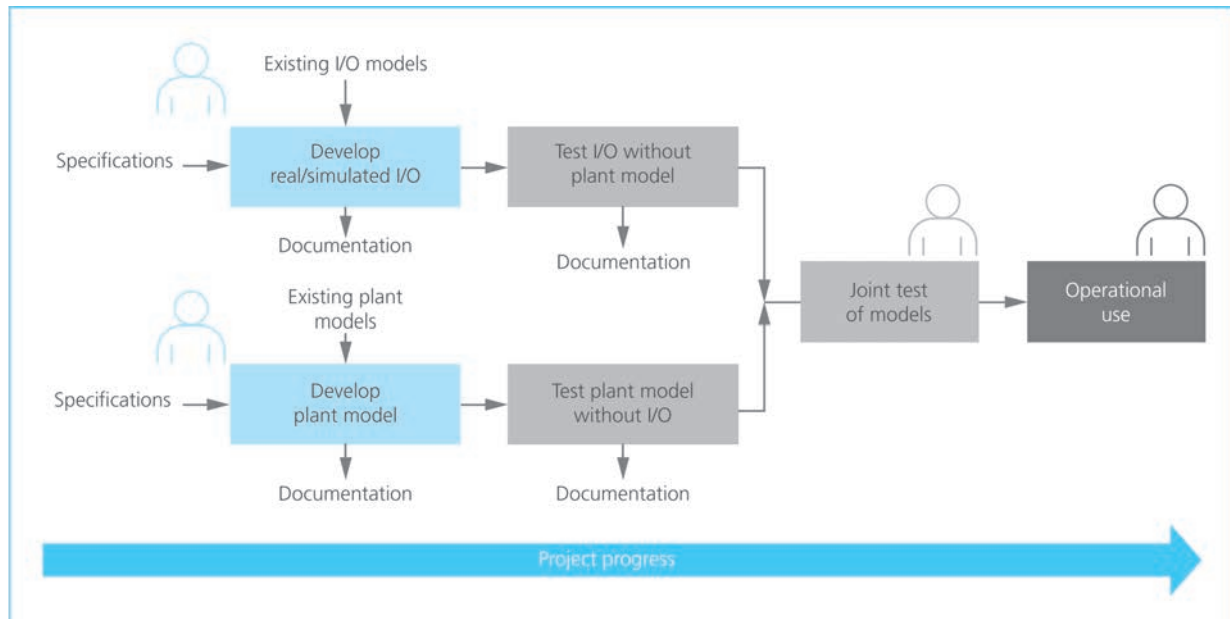 Existing I/O models
Specifications
Develop
real/simulated I/O
Test I/O without
plant model
Documentation
Documentation
Existing plant
models
Joint test
of models
Operational
use
Specifications
Develop
plant model
Test plant model
without I/O
Documentation
Documentation
Project progress